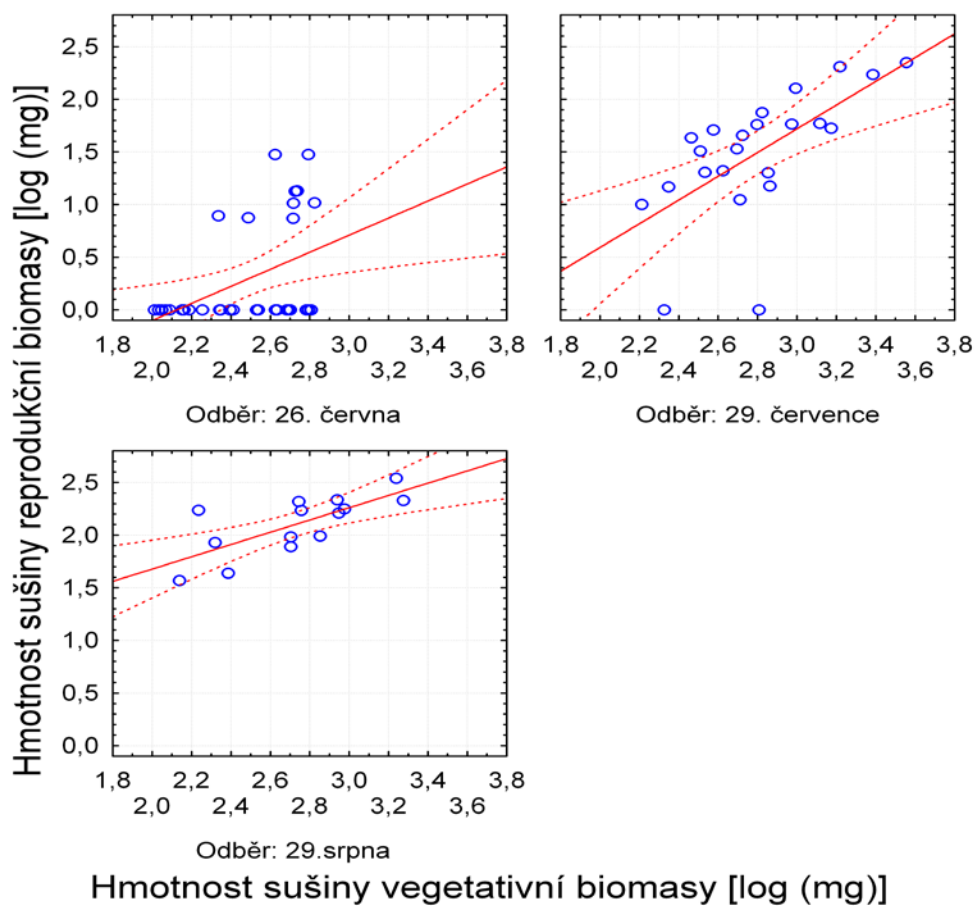 Hmotnost sušiny reprodukční biomasy [log (mg)]
2,5
2,0
1,5
1,0
0,5
0,0
1,8 2,2 2,6 3,0 3,4 3,8
2,0 2,4 2,8 3,2 3,6
Odběr: 26. června
1,8 2,2 2,6 3,0 3,4 3,8
2,0 2,4 2,8 3,2 3,6
Odběr: 29. července
2,5
2,0
1,5
1,0
0,5
0,0
1,8 2,2 2,6 3,0 3,4 3,8
2,0 2,4 2,8 3,2 3,6
Odběr: 29.srpna
Hmotnost sušiny vegetativní biomasy [log (mg)]